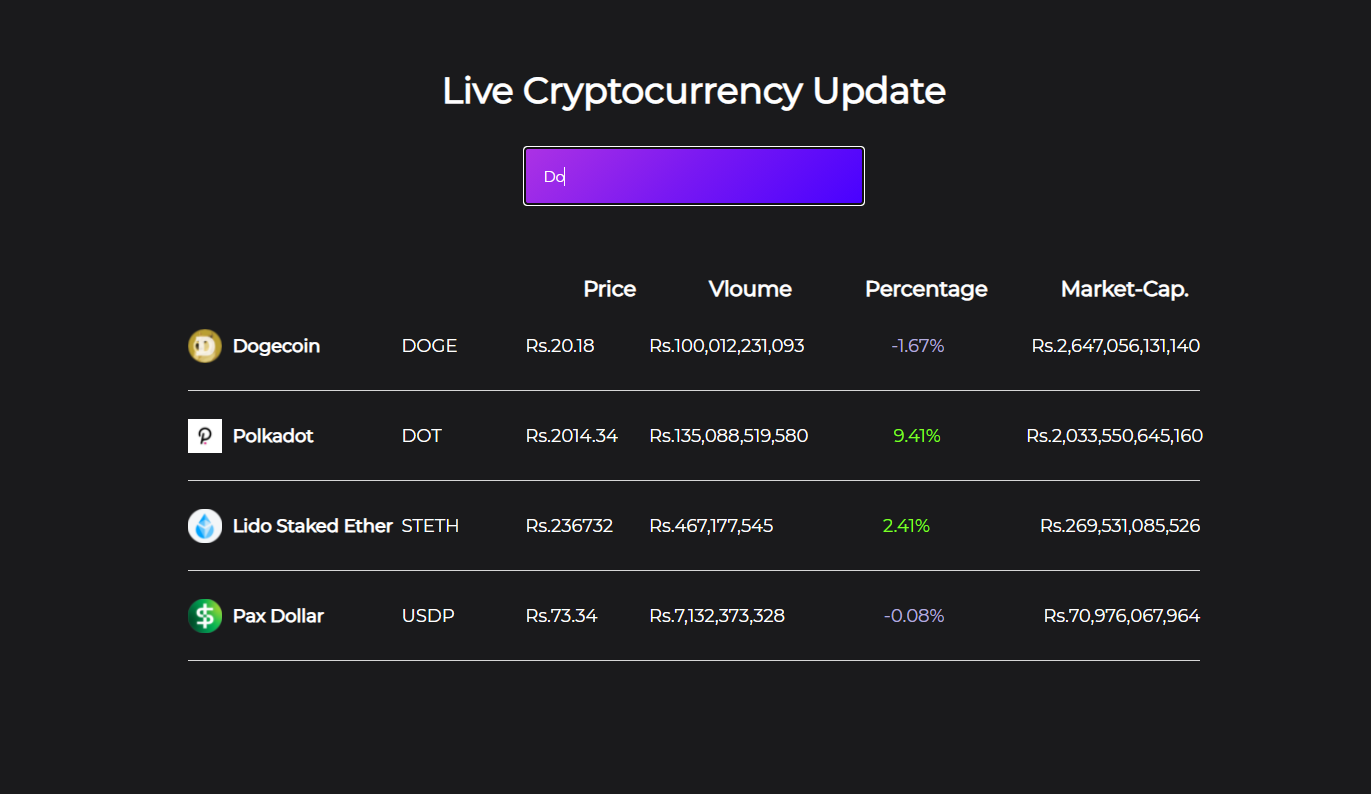 Live Cryptocurrency Update
Do
Price Vloume Percentage Market-Cap.
Dogecoin DOGE Rs.20.18 Rs.100,012,231,093 -1.67% Rs.2,647,056,131,140
Polkadot DOT Rs.2014.34 Rs.135,088,519,580 9.41% Rs.2,033,550,645,160
Lido Staked Ether STETH Rs.236732 Rs.467,177,545 2.41% Rs.269,531,085,526
Pax Dollar USDP Rs.73.34 Rs.7,132,373,328 -0.08% Rs.70,976,067,964